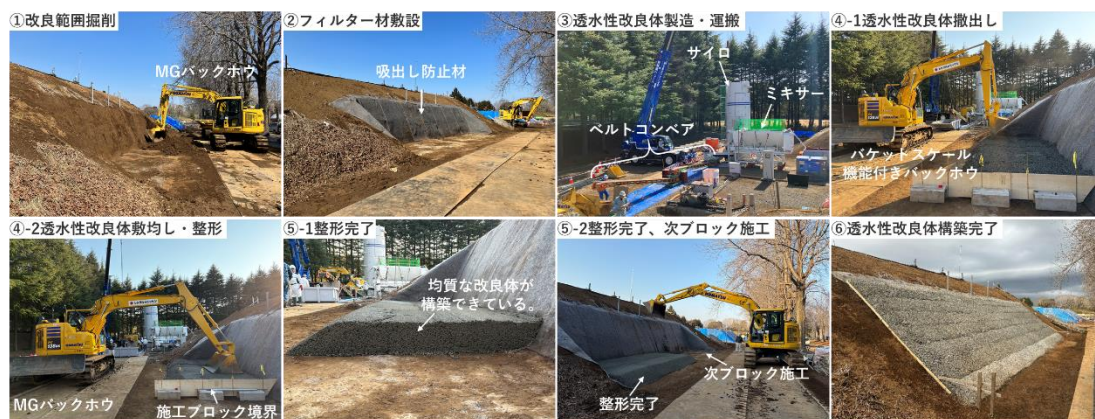 ①改良範囲掘削
MGバックホウ
②フィルター材敷設
吸出し防止材
③透水性改良体製造・運搬
サイロ
ミキサー
ベルトコンベア
④-1透水性改良体撒出し
バケットスケール
機能付きバックホウ
④-2透水性改良体敷均し・整形
MGバックホウ
施工ブロック境界
⑤-1整形完了
均質な改良体が
構築できている。
⑤-2整形完了、次ブロック施工
KOMATSU
次ブロック施工
整形完了
⑥透水性改良体構築完了